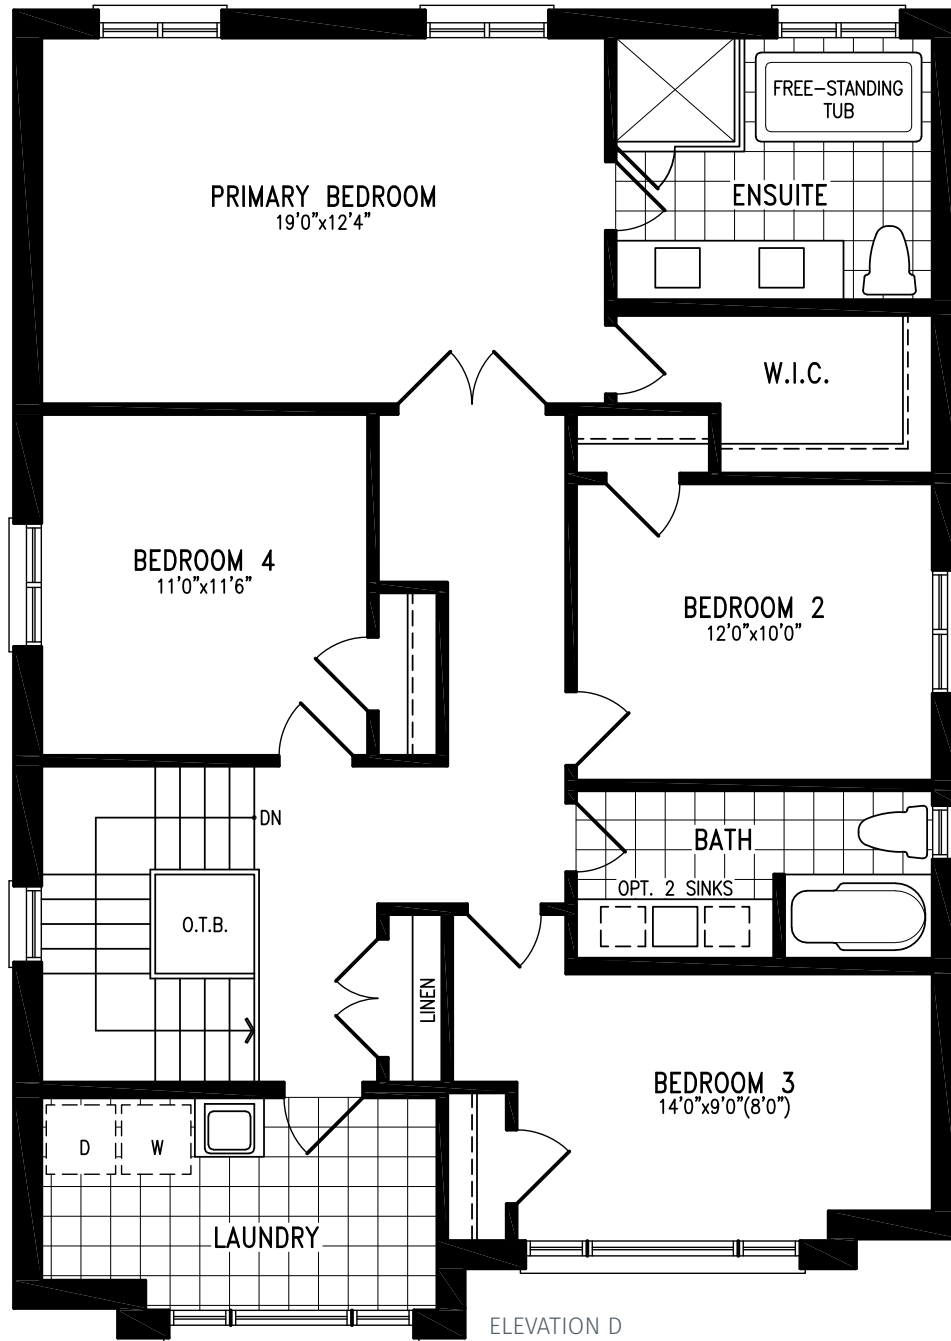 FREE-STANDING
TUB
PRIMARY BEDROOM
19'0"x12'4"
ENSUITE
W.I.C.
BEDROOM 4
11'0"x11'6"
BEDROOM 2
12'0"x10'0"
DN
BATH
OPT. 2 SINKS
O.T.B.
LINEN
BEDROOM 3
14'0"x9'0"(8'0")
D
W
LAUNDRY
ELEVATION D